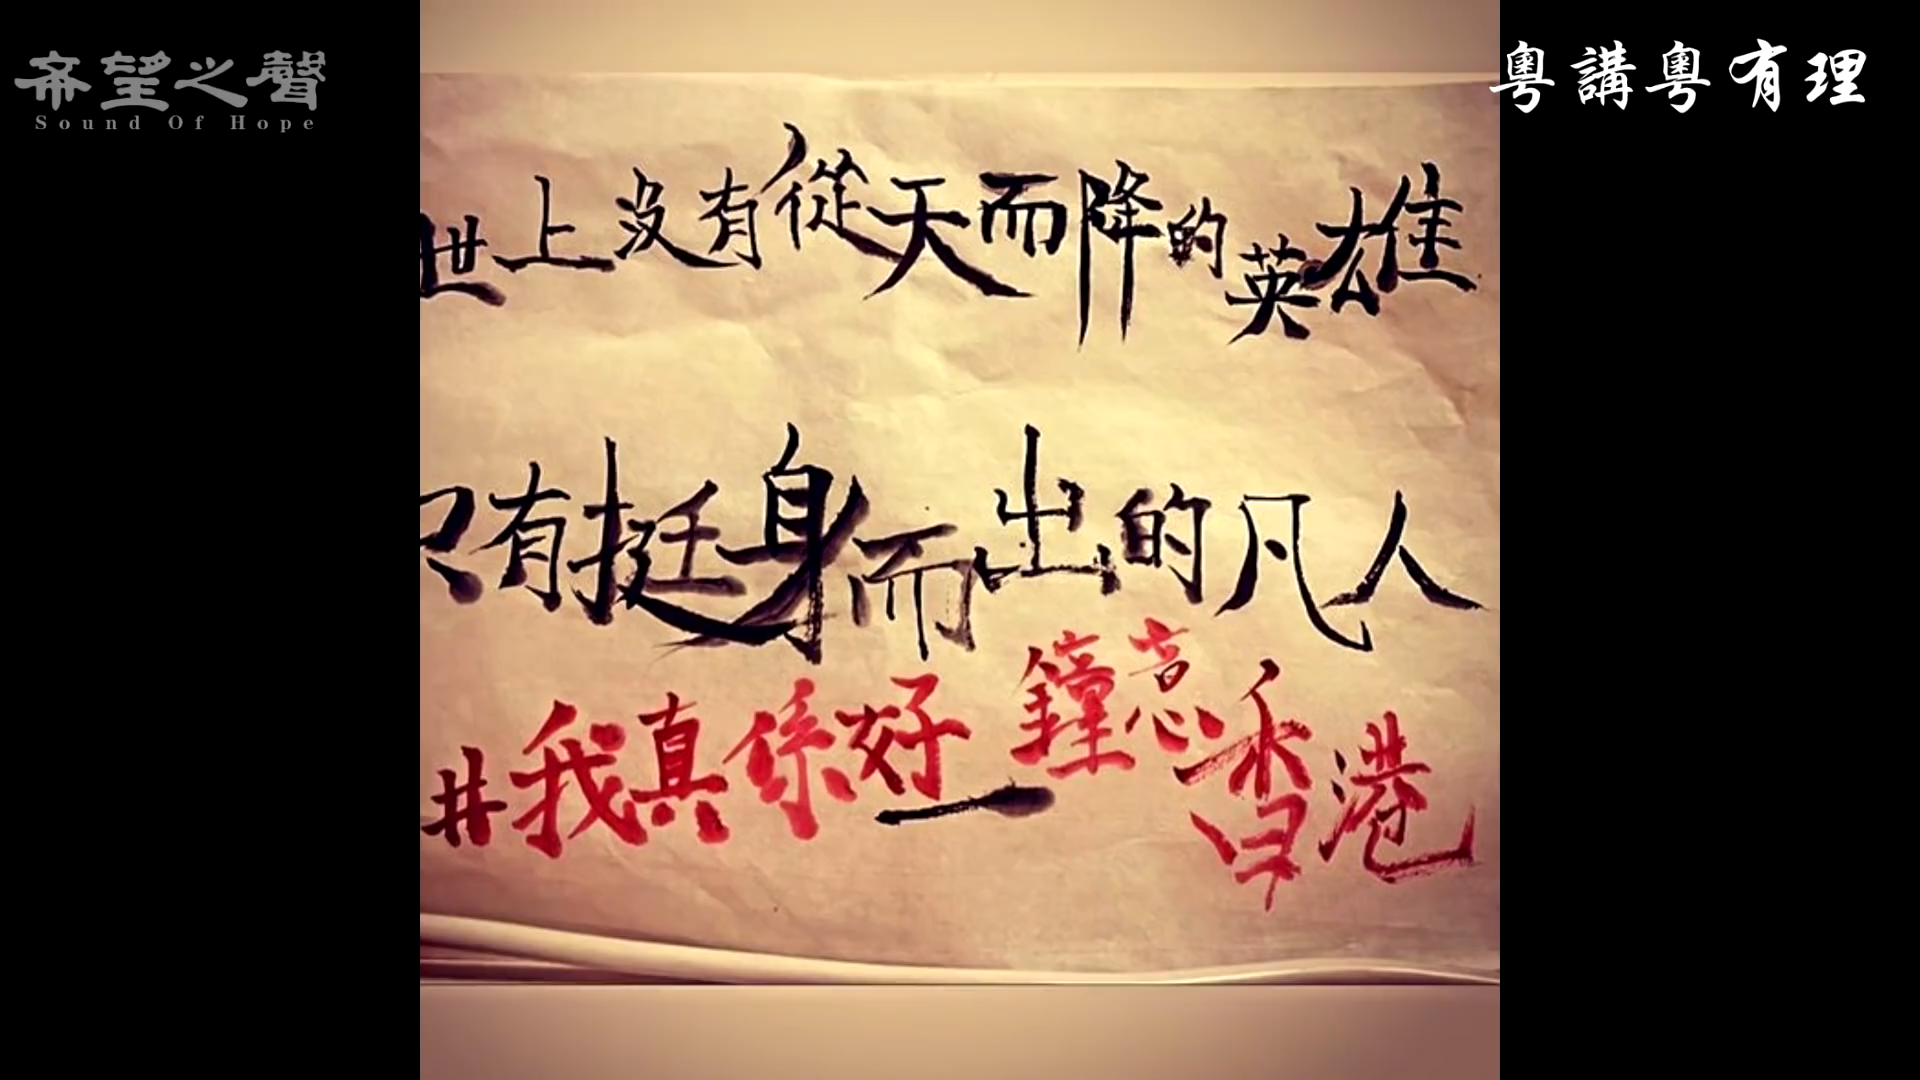 希望之聲
Sound Of Hope
粵講粵有理
世上沒有從天而降的英雄
只有挺身而出的凡人
#我真係好鐘意香港